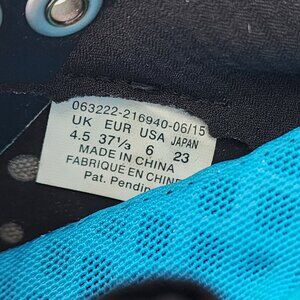 063222-216940-06/15
UK EUR USA JAPAN
4.5 37⅓ 6 23
MADE IN CHINA
FABRIQUÉ EN CHINE
Pat. Pending